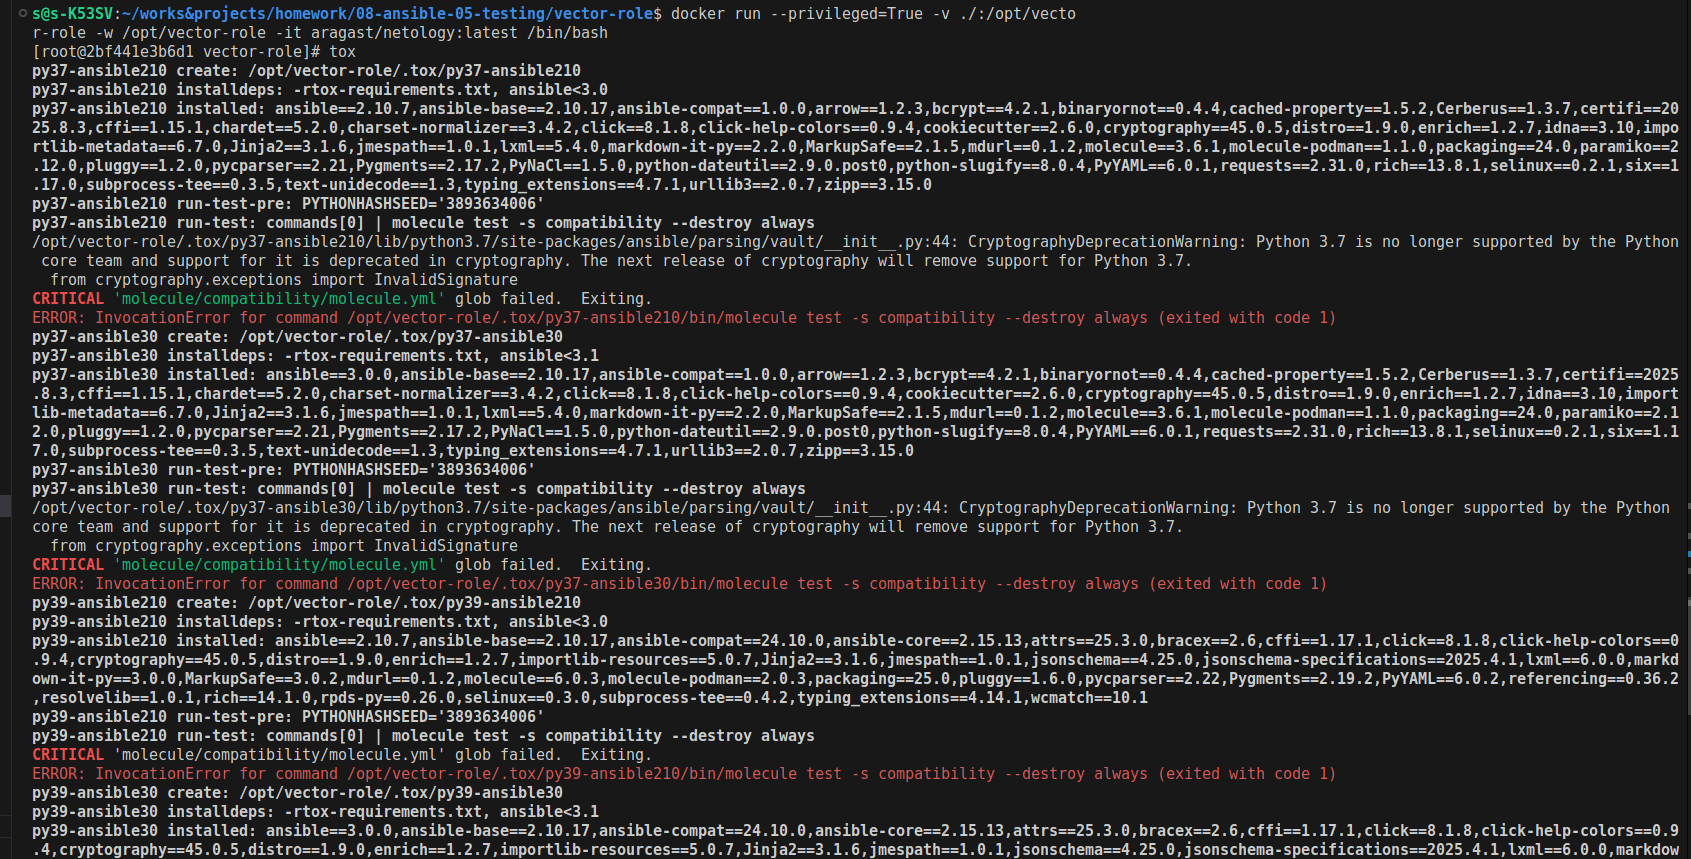 s@s-K53SV:~/works&projects/homework/08-ansible-05-testing/vector-role$ docker run --privileged=True -v ./:/opt/vecto
r-role -w /opt/vector-role -it aragast/netology:latest /bin/bash
[root@2bf441e3b6d1 vector-role]# tox
py37-ansible210 create: /opt/vector-role/.tox/py37-ansible210
py37-ansible210 installdeps: -rtox-requirements.txt, ansible<3.0
py37-ansible210 installed: ansible==2.10.7,ansible-base==2.10.17,ansible-compat==1.0.0,arrow==1.2.3,bcrypt==4.2.1,binaryornot==0.4.4,cached-property==1.5.2,Cerberus==1.3.7,certifi==20
25.8.3,cffi==1.15.1,chardet==5.2.0,charset-normalizer==3.4.2,click==8.1.8,click-help-colors==0.9.4,cookiecutter==2.6.0,cryptography==45.0.5,distro==1.9.0,enrich==1.2.7,idna==3.10,impo
rtlib-metadata==6.7.0,Jinja2==3.1.6,jmespath==1.0.1,lxml==5.4.0,markdown-it-py==2.2.0,MarkupSafe==2.1.5,mdurl==0.1.2,molecule==3.6.1,molecule-podman==1.1.0,packaging==24.0,paramiko==2
.12.0,pluggy==1.2.0,pycparser==2.21,Pygments==2.17.2,PyNaCl==1.5.0,python-dateutil==2.9.0.post0,python-slugify==8.0.4,PyYAML==6.0.1,requests==2.31.0,rich==13.8.1,selinux==0.2.1,six==1
.17.0,subprocess-tee==0.3.5,text-unidecode==1.3,typing_extensions==4.7.1,urllib3==2.0.7,zipp==3.15.0
py37-ansible210 run-test-pre: PYTHONHASHSEED='3893634006'
py37-ansible210 run-test: commands[0] | molecule test -s compatibility --destroy always
/opt/vector-role/.tox/py37-ansible210/lib/python3.7/site-packages/ansible/parsing/vault/__init__.py:44: CryptographyDeprecationWarning: Python 3.7 is no longer supported by the Python
core team and support for it is deprecated in cryptography. The next release of cryptography will remove support for Python 3.7.
from cryptography.exceptions import InvalidSignature
CRITICAL 'molecule/compatibility/molecule.yml' glob failed.  Exiting.
ERROR: InvocationError for command /opt/vector-role/.tox/py37-ansible210/bin/molecule test -s compatibility --destroy always (exited with code 1)
py37-ansible30 create: /opt/vector-role/.tox/py37-ansible30
py37-ansible30 installdeps: -rtox-requirements.txt, ansible<3.1
py37-ansible30 installed: ansible==3.0.0,ansible-base==2.10.17,ansible-compat==1.0.0,arrow==1.2.3,bcrypt==4.2.1,binaryornot==0.4.4,cached-property==1.5.2,Cerberus==1.3.7,certifi==2025
.8.3,cffi==1.15.1,chardet==5.2.0,charset-normalizer==3.4.2,click==8.1.8,click-help-colors==0.9.4,cookiecutter==2.6.0,cryptography==45.0.5,distro==1.9.0,enrich==1.2.7,idna==3.10,import
lib-metadata==6.7.0,Jinja2==3.1.6,jmespath==1.0.1,lxml==5.4.0,markdown-it-py==2.2.0,MarkupSafe==2.1.5,mdurl==0.1.2,molecule==3.6.1,molecule-podman==1.1.0,packaging==24.0,paramiko==2.1
2.0,pluggy==1.2.0,pycparser==2.21,Pygments==2.17.2,PyNaCl==1.5.0,python-dateutil==2.9.0.post0,python-slugify==8.0.4,PyYAML==6.0.1,requests==2.31.0,rich==13.8.1,selinux==0.2.1,six==1.1
7.0,subprocess-tee==0.3.5,text-unidecode==1.3,typing_extensions==4.7.1,urllib3==2.0.7,zipp==3.15.0
py37-ansible30 run-test-pre: PYTHONHASHSEED='3893634006'
py37-ansible30 run-test: commands[0] | molecule test -s compatibility --destroy always
/opt/vector-role/.tox/py37-ansible30/lib/python3.7/site-packages/ansible/parsing/vault/__init__.py:44: CryptographyDeprecationWarning: Python 3.7 is no longer supported by the Python
core team and support for it is deprecated in cryptography. The next release of cryptography will remove support for Python 3.7.
from cryptography.exceptions import InvalidSignature
CRITICAL 'molecule/compatibility/molecule.yml' glob failed.  Exiting.
ERROR: InvocationError for command /opt/vector-role/.tox/py37-ansible30/bin/molecule test -s compatibility --destroy always (exited with code 1)
py39-ansible210 create: /opt/vector-role/.tox/py39-ansible210
py39-ansible210 installdeps: -rtox-requirements.txt, ansible<3.0
py39-ansible210 installed: ansible==2.10.7,ansible-base==2.10.17,ansible-compat==24.10.0,ansible-core==2.15.13,attrs==25.3.0,bracex==2.6,cffi==1.17.1,click==8.1.8,click-help-colors==0
.9.4,cryptography==45.0.5,distro==1.9.0,enrich==1.2.7,importlib-resources==5.0.7,Jinja2==3.1.6,jmespath==1.0.1,jsonschema==4.25.0,jsonschema-specifications==2025.4.1,lxml==6.0.0,markd
own-it-py==3.0.0,MarkupSafe==3.0.2,mdurl==0.1.2,molecule==6.0.3,molecule-podman==2.0.3,packaging==25.0,pluggy==1.6.0,pycparser==2.22,Pygments==2.19.2,PyYAML==6.0.2,referencing==0.36.2
,resolvelib==1.0.1,rich==14.1.0,rpds-py==0.26.0,selinux==0.3.0,subprocess-tee==0.4.2,typing_extensions==4.14.1,wcmatch==10.1
py39-ansible210 run-test-pre: PYTHONHASHSEED='3893634006'
py39-ansible210 run-test: commands[0] | molecule test -s compatibility --destroy always
CRITICAL 'molecule/compatibility/molecule.yml' glob failed.  Exiting.
ERROR: InvocationError for command /opt/vector-role/.tox/py39-ansible210/bin/molecule test -s compatibility --destroy always (exited with code 1)
py39-ansible30 create: /opt/vector-role/.tox/py39-ansible30
py39-ansible30 installdeps: -rtox-requirements.txt, ansible<3.1
py39-ansible30 installed: ansible==3.0.0,ansible-base==2.10.17,ansible-compat==24.10.0,ansible-core==2.15.13,attrs==25.3.0,bracex==2.6,cffi==1.17.1,click==8.1.8,click-help-colors==0.9
.4,cryptography==45.0.5,distro==1.9.0,enrich==1.2.7,importlib-resources==5.0.7,Jinja2==3.1.6,jmespath==1.0.1,jsonschema==4.25.0,jsonschema-specifications==2025.4.1,lxml==6.0.0,markdow